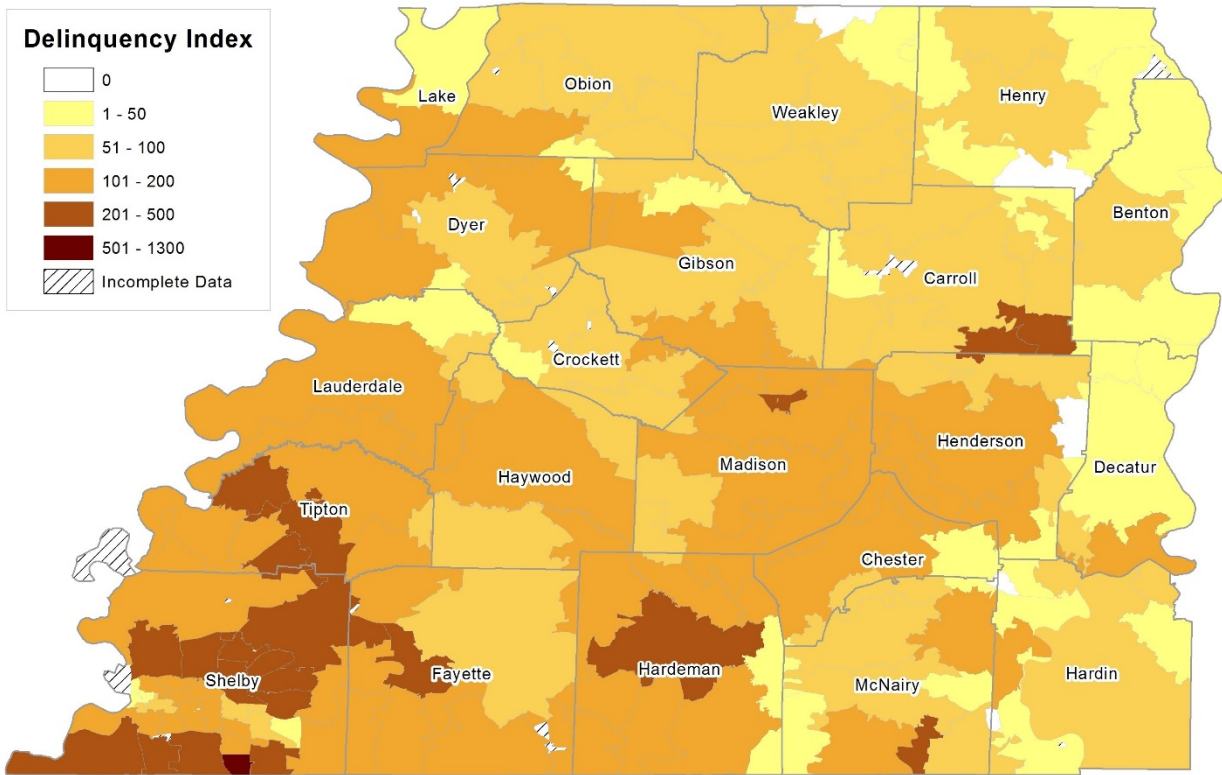 Delinquency Index
0
1 - 50
51 - 100
101 - 200
201 - 500
501 - 1300
Incomplete Data
Lake
Obion
Weakley
Henry
Benton
Dyer
Gibson
Carroll
Crockett
Lauderdale
Haywood
Madison
Henderson
Decatur
Tipton
Chester
Shelby
Fayette
Hardeman
McNairy
Hardin